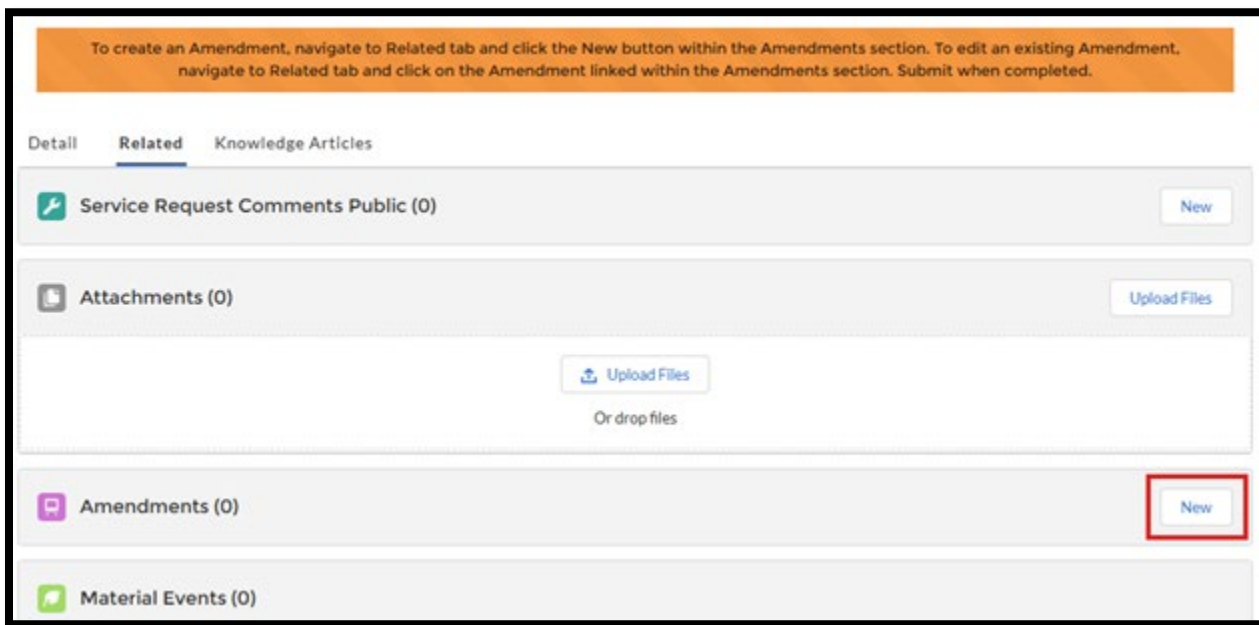 To create an Amendment, navigate to Related tab and click the New button within the Amendments section. To edit an existing Amendment,
navigate to Related tab and click on the Amendment linked within the Amendments section. Submit when completed.
Detail Related Knowledge Articles
Service Request Comments Public (0) New
Attachments (0) Upload Files
Upload Files
Or drop files
Amendments (0) New
Material Events (0)